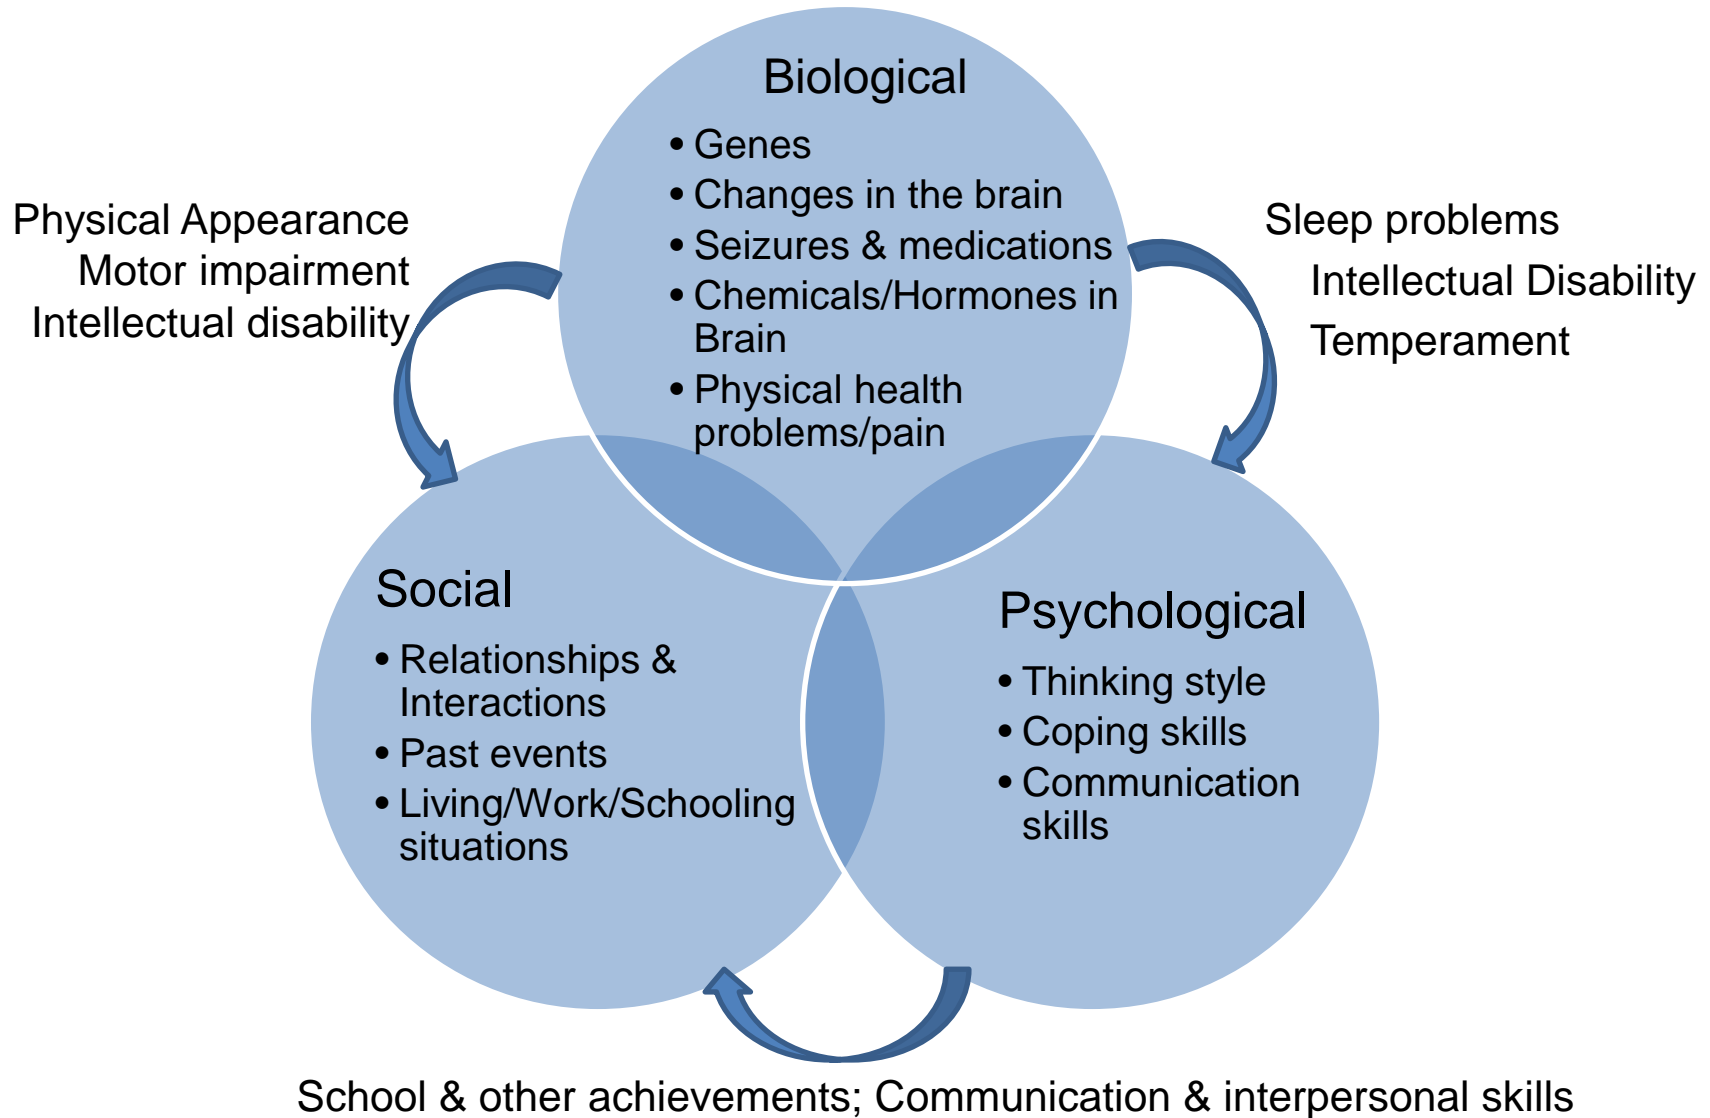 Biological
• Genes
• Changes in the brain
• Seizures & medications
• Chemicals/Hormones in
Brain
• Physical health
problems/pain
Physical Appearance
Motor impairment
Intellectual disability
Sleep problems
Intellectual Disability
Temperament
Social
• Relationships &
Interactions
• Past events
• Living/Work/Schooling
situations
Psychological
• Thinking style
• Coping skills
• Communication
skills
School & other achievements; Communication & interpersonal skills